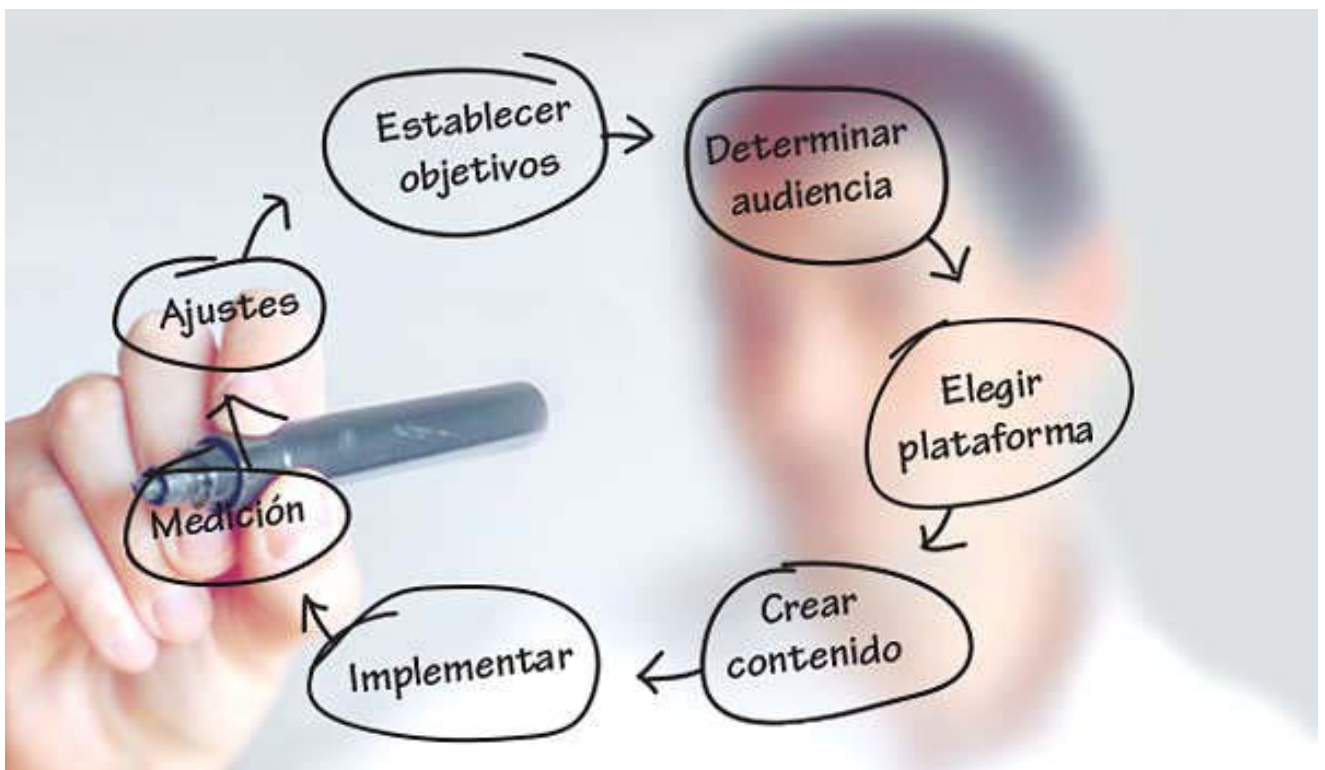 Establecer
objetivos
Determinar
audiencia
Elegir
plataforma
Crear
contenido
Implementar
Medición
Ajustes